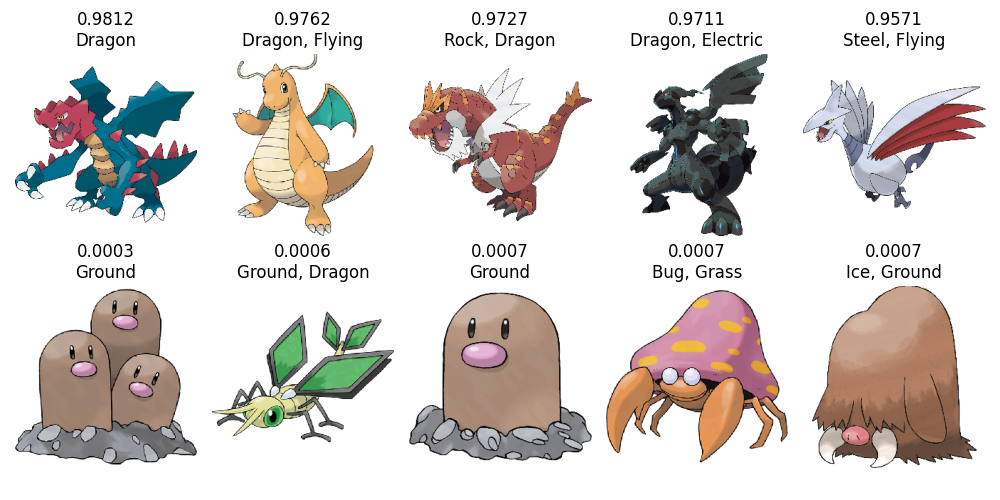 0.9812 0.9762 0.9727 0.9711 0.9571
Dragon Dragon, Flying Rock, Dragon Dragon, Electric Steel, Flying
0.0003 0.0006 0.0007 0.0007 0.0007
Ground Ground, Dragon Ground Bug, Grass Ice, Ground